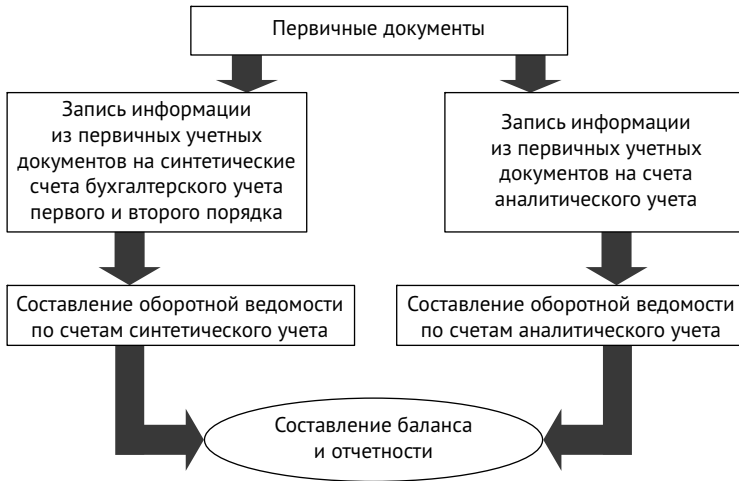 Первичные документы
Запись информации
из первичных учетных
документов на синтетические
счета бухгалтерского учета
первого и второго порядка
Запись информации
из первичных учетных
документов на счета
аналитического учета
Составление оборотной ведомости
по счетам синтетического учета
Составление оборотной ведомости
по счетам аналитического учета
Составление баланса
и отчетности